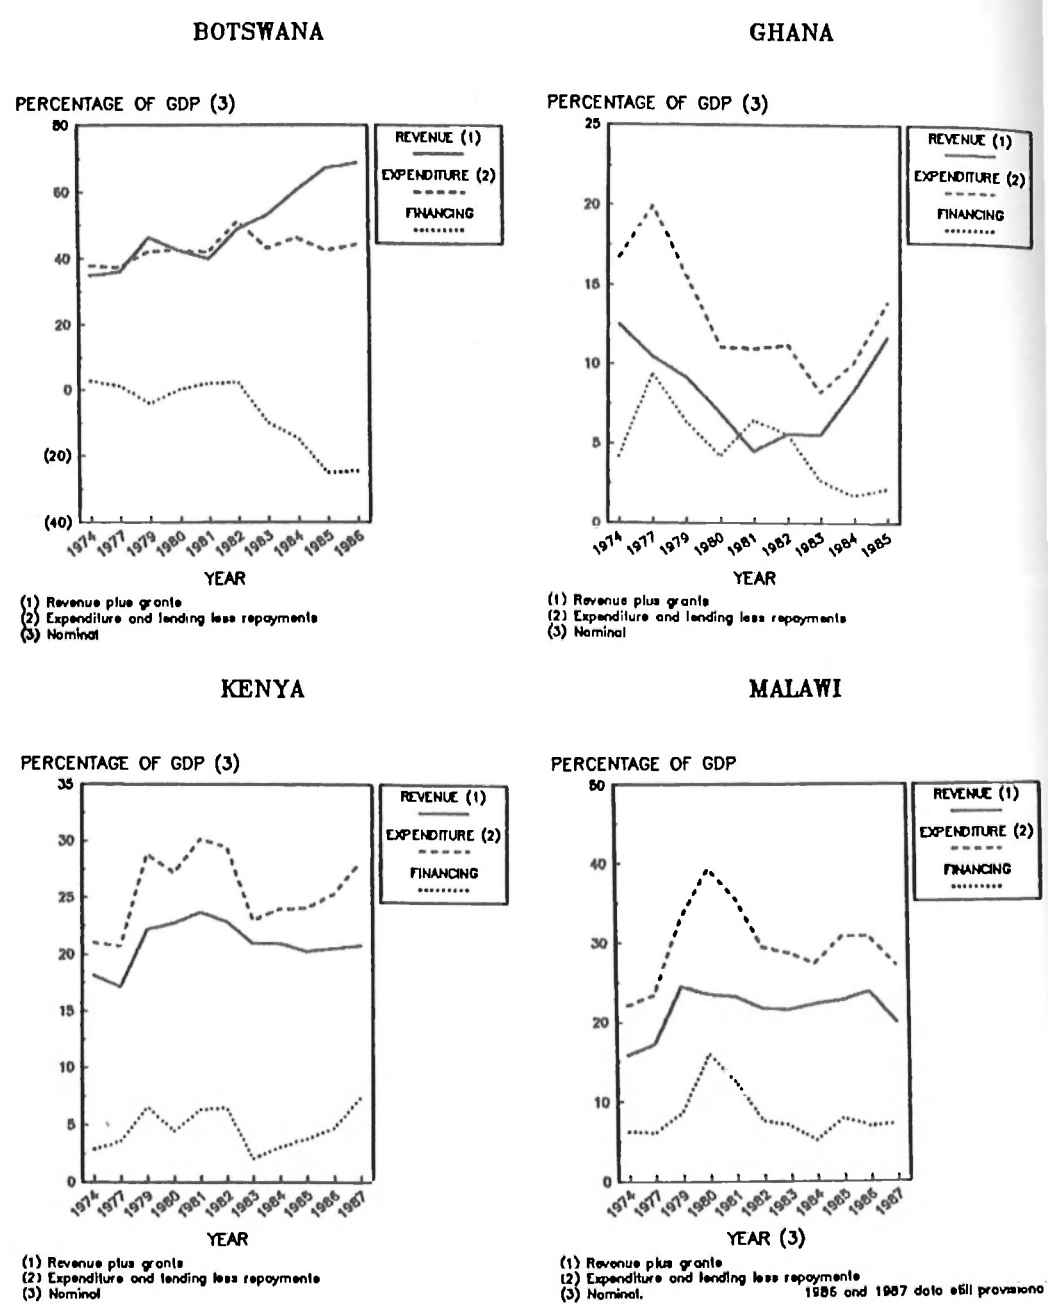 BOTSWANA
PERCENTAGE OF GDP (3)
80
60
40
20
0
(20)
(40)
1974 1977 1979 1980 1981 1982 1983 1984 1985 1986
YEAR
REVENUE (1)
EXPENDITURE (2)
FINANCING
(1) Revenue plus grants
(2) Expenditure and lending less repayments
(3) Nominal
GHANA
PERCENTAGE OF GDP (3)
25
20
15
10
5
0
1974 1977 1979 1980 1981 1982 1983 1984 1985
YEAR
REVENUE (1)
EXPENDITURE (2)
FINANCING
(1) Revenue plus grants
(2) Expenditure and lending less repayments
(3) Nominal
KENYA
PERCENTAGE OF GDP (3)
35
30
25
20
15
10
5
0
1974 1977 1979 1980 1981 1982 1983 1984 1985 1986 1987
YEAR
REVENUE (1)
EXPENDITURE (2)
FINANCING
(1) Revenue plus grants
(2) Expenditure and lending less repayments
(3) Nominal
MALAWI
PERCENTAGE OF GDP
50
40
30
20
10
0
1974 1977 1979 1980 1981 1982 1983 1984 1985 1986 1987
YEAR (3)
REVENUE (1)
EXPENDITURE (2)
FINANCING
(1) Revenue plus grants
(2) Expenditure and lending less repayments
(3) Nominal.
1986 and 1987 data still provisiona